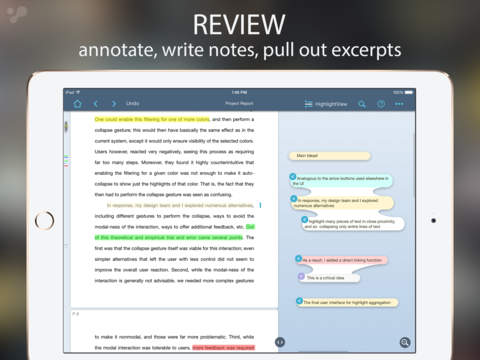 REVIEW
annotate, write notes, pull out excerpts
iPad
1:46 PM
100%
Undo
Project Report
HighlightView
One could enable this filtering for one of more colors, and then perform a
collapse gesture; this would then have basically the same effect as in the
current system, except it would only ensure visibility of the selected colors.
Users however, reacted very negatively, seeing this process as requiring
far too many steps. Moreover, they found it highly counterintuitive that
enabling the filtering for a given color was not enough to make it auto-
collapse to show just the highlights of that color. That is, the fact that they
then had to perform the collapse gesture was seen as confusing.
In response, my design team and I explored numerous alternatives,
including different gestures to perform the collapse, ways to avoid the
modal-ness of the interaction, ways to offer additional feedback, etc. Out
of this theoretical and empirical trial and error came several points. The
first was that the collapse gesture itself was viable for this interaction; even
simpler alternatives that left the user with less control did not seem to
improve the overall user reaction. Second, while the modal-ness of the
interaction is generally not advisable, we needed more complex gestures
P. 6
to make it nonmodal, and those were far more problematic. Third, while
the modal interaction was tolerable to users, more feedback was required
Main Ideas!
Analogous to the arrow buttons used elsewhere in
the UI
In response, my design team and I explored
numerous alternatives
highlight many pieces of text in close proximity,
and so collapsing only entire lines of text
As a result, I added a direct linking function
This is a critical idea
The final user interface for highlight aggregation